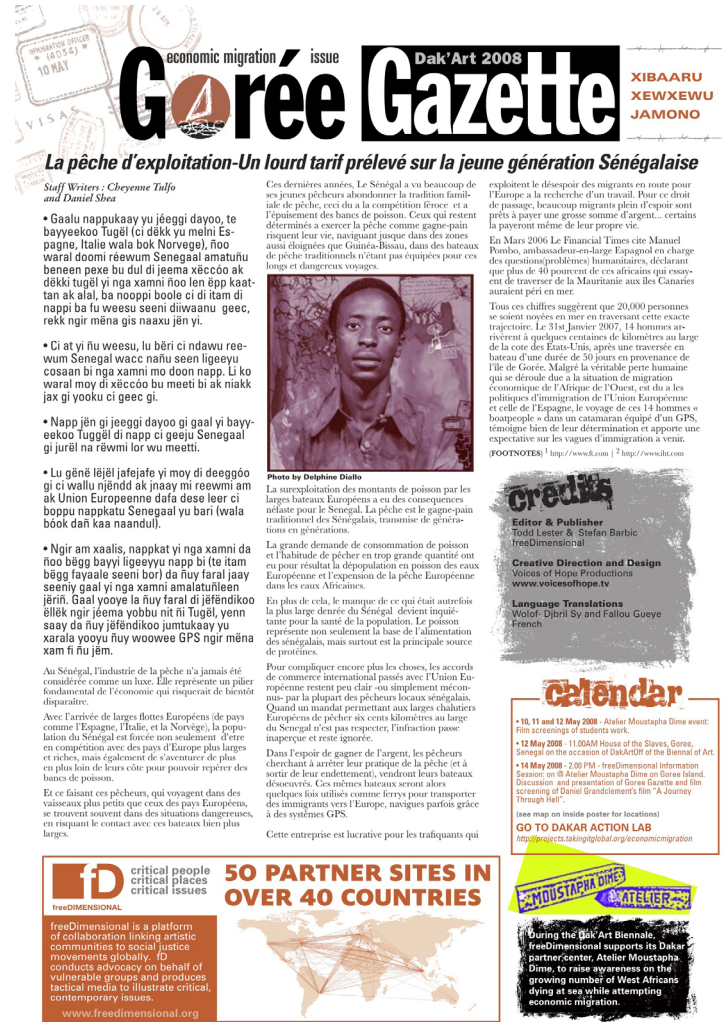 IMMIGRATION OFFICER
* (4034) *
10 MAY
VISAS
economic migration issue
Gorée Gazette
Dak'Art 2008
XIBAARU
XEWXEWU
JAMONO
La pêche d'exploitation-Un lourd tarif prélevé sur la jeune génération Sénégalaise
Staff Writers : Cheyenne Tulfo
and Daniel Shea
• Gaalu nappukaay yu jéeggi dayoo, te
bayyeekoo Tugël (ci dëkk yu melni Es-
pagne, Italie wala bok Norvege), ñoo
waral doomi réewum Senegaal amatuñu
beneen pexe bu dul di jeema xëccóo ak
dëkki tugël yi nga xamni ñoo len ëpp kaat-
tan ak alal, ba nooppi boole ci di itam di
nappi ba fu weesu seeni diiwaanu geec,
rekk ngir mëna gis naaxu jën yi.
• Ci at yi ñu weesu, lu bëri ci ndawu ree-
wum Senegal wacc nañu seen ligeeyu
cosaan bi nga xamni mo doon napp. Li ko
waral moy di xëccóo bu meeti bi ak niakk
jax gi yooku ci geec gi.
• Napp jën gi jeeggi dayoo gi gaal yi bayy-
eekoo Tuggël di napp ci geeju Senegaal
gi jurël na rëwmi lor wu meetti.
• Lu gënë lëjël jafejafe yi moy di deeggóo
gi ci wallu njëndd ak jnaay mi reewmi am
ak Union Europeenne dafa dese leer ci
boppu nappkatu Senegaal yu bari (wala
bóok dañ kaa naandul).
• Ngir am xaalis, nappkat yi nga xamni da
ñoo bëgg bayyi ligeeyyu napp bi (te itam
bëgg fayaale seeni bor) da ñuy faral jaay
seeniy gaal yi nga xamni amalatuñleen
jëriñ. Gaal yooye la ñuy faral di jëfëndikoo
ëllëk ngir jéema yobbu nit ñi Tugël, yenn
saay da ñuy jëfëndikoo jumtukaay yu
xarala yooyu ñuy woowee GPS ngir mëna
xam fi ñu jëm.
Au Sénégal, l'industrie de la pêche n'a jamais été
considérée comme un luxe. Elle représente un pilier
fondamental de l'économie qui risquerait de bientôt
disparaître.
Avec l'arrivée de larges flottes Européens (de pays
comme l'Espagne, l'Italie, et la Norvège), la popu-
lation du Sénégal est forcée non seulement d'etre
en compétition avec des pays d'Europe plus larges
et riches, mais également de s'aventurer de plus
en plus loin de leurs côte pour pouvoir repérer des
bancs de poisson.
Et ce faisant ces pêcheurs, qui voyagent dans des
vaisseaux plus petits que ceux des pays Européens,
se trouvent souvent dans des situations dangereuses,
en risquant le contact avec ces bateaux bien plus
larges.
Ces dernières années, Le Sénégal a vu beaucoup de
ses jeunes pêcheurs abondonner la tradition famil-
iale de pêche, ceci du a la compétition féroce et a
l'épuisement des bancs de poisson. Ceux qui restent
déterminés a exercer la pêche comme gagne-pain
risquent leur vie, naviguant jusque dans des zones
aussi éloignées que Guinéa-Bissau, dans des bateaux
de pêche traditionnels n'étant pas équipées pour ces
longs et dangereux voyages.
Photo by Delphine Diallo
La surexploitation des montants de poisson par les
larges bateaux Européens a eu des consequences
néfaste pour le Senegal. La pêche est le gagne-pain
traditionnel des Sénégalais, transmise de généra-
tions en générations.
La grande demande de consommation de poisson
et l'habitude de pêcher en trop grande quantité ont
eu pour résultat la dépopulation en poisson des eaux
Européenne et l'expension de la pêche Européenne
dans les eaux Africaines.
En plus de cela, le manque de ce qui était autrefois
la plus large denrée du Sénégal devient inquié-
tante pour la santé de la population. Le poisson
représente non seulement la base de l'alimentation
des sénégalais, mais surtout est la principale source
de protéines.
Pour compliquer encore plus les choses, les accords
de commerce international passés avec l'Union Eu-
ropéenne restent peu clair -ou simplement mécon-
nus- par la plupart des pêcheurs locals sénégalais.
Quand un mandat permettant aux larges chalutiers
Européens de pêcher six cents kilomètres au large
du Senegal n'est pas respecter, l'infraction passe
inaperçue et reste ignorée.
Dans l'espoir de gagner de l'argent, les pêcheurs
cherchant à arrêter leur pratique de la pêche (et à
sortir de leur endettement), vendront leurs bateaux
désoeuvrés. Ces mêmes bateaux seront alors
quelques fois utilisés comme ferrys pour transporter
des immigrants vers l'Europe, navigues parfois grâce
à des systèmes GPS.
Cette entreprise est lucrative pour les trafiquants qui
exploitent le désespoir des migrants en route pour
l'Europe a la recherche d'un travail. Pour ce droit
de passage, beaucoup migrants plein d'espoir sont
prêts à payer une grosse somme d'argent... certains
la payeront même de leur propre vie.
En Mars 2006 Le Financial Times cite Manuel
Pombo, ambassadeur-en-large Espagnol en charge
des questions(problèmes) humanitaires, déclarant
que plus de 40 pourcent de ces africains qui essay-
ent de traverser de la Mauritanie aux îles Canaries
auraient péri en mer.
Tous ces chiffres suggèrent que 20,000 personnes
se soient noyées en mer en traversant cette exacte
trajectoire. Le 31st Janvier 2007, 14 hommes ar-
rivèrent à quelques centaines de kilomètres au large
de la cote des États-Unis, après une traversée en
bateau d'une durée de 50 jours en provenance de
l'île de Gorée. Malgré la véritable perte humaine
qui se déroule due a la situation de migration
économique de l'Afrique de l'Ouest, est du a les
politiques d'immigration de l'Union Européenne
et celle de l'Espagne, le voyage de ces 14 hommes «
boatpeople » dans un catamaran équipé d'un GPS,
témoigne bien de leur détermination et apporte une
expectative sur les vagues d'immigration a venir.
(FOOTNOTES) 1 http://www.ft.com | 2 http://www.iht.com
credits
Editor & Publisher
Todd Lester & Stefan Barbic
freeDimensional
Creative Direction and Design
Voices of Hope Productions
www.voicesofhope.tv
Language Translations
Wolof- Djbril Sy and Fallou Gueye
French
calendar
• 10, 11 and 12 May 2008 - Atelier Moustapha Dime event:
Film screenings of students work.
• 12 May 2008 - 11.00AM House of the Slaves, Goree,
Senegal on the occasion of DakArtOff of the Biennal of Art.
• 14 May 2008 - 2.00 PM - freeDimensional Information
Session: on @ Atelier Moustapha Dime on Goree Island.
Discussion and presentation of Goree Gazette and film
screening of Daniel Grandclement's film "A Journey
Through Hell".
(see map on inside poster for locations)
GO TO DAKAR ACTION LAB
http://projects.takingitglobal.org/economicmigration
fD
freeDIMENSIONAL
critical people
critical places
critical issues
freeDimensional is a platform
of collaboration linking artistic
communities to social justice
movements globally. fD
conducts advocacy on behalf of
vulnerable groups and produces
tactical media to illustrate critical,
contemporary issues.
www.freedimensional.org
50 PARTNER SITES IN
OVER 40 COUNTRIES
MOUSTAPHA DIME
ATELIER
During the Dak'Art Biennale,
freeDimensional supports its Dakar
partner center, Atelier Moustapha
Dime, to raise awareness on the
growing number of West Africans
dying at sea while attempting
economic migration.